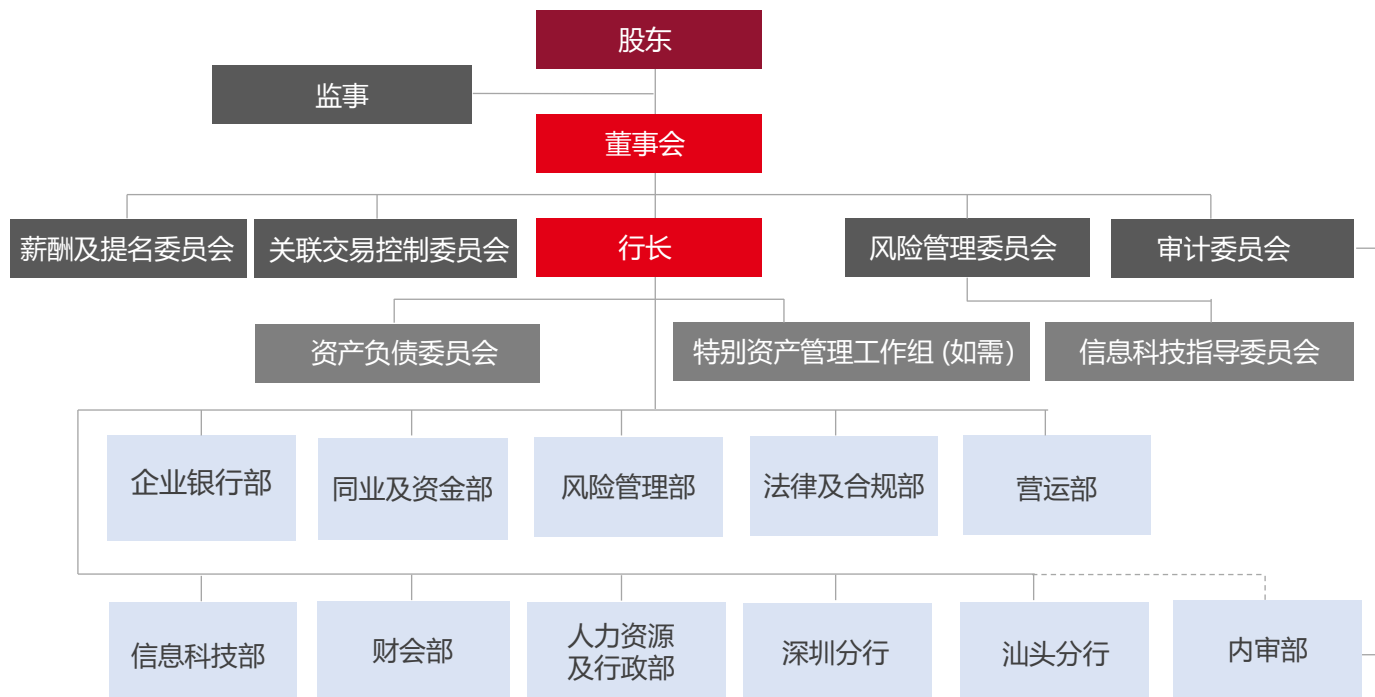 股东
监事
董事会
薪酬及提名委员会
关联交易控制委员会
行长
风险管理委员会
审计委员会
资产负债委员会
特别资产管理工作组 (如需)
信息科技指导委员会
企业银行部
同业及资金部
风险管理部
法律及合规部
营运部
信息科技部
财会部
人力资源
及行政部
深圳分行
汕头分行
内审部